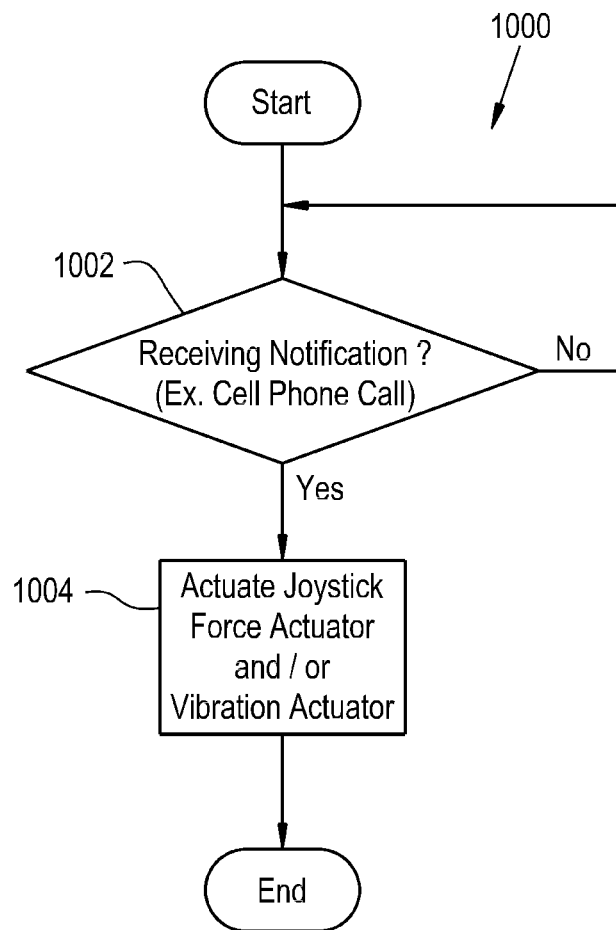 1000
Start
1002
Receiving Notification ?
(Ex. Cell Phone Call)
No
Yes
1004
Actuate Joystick
Force Actuator
and / or
Vibration Actuator
End